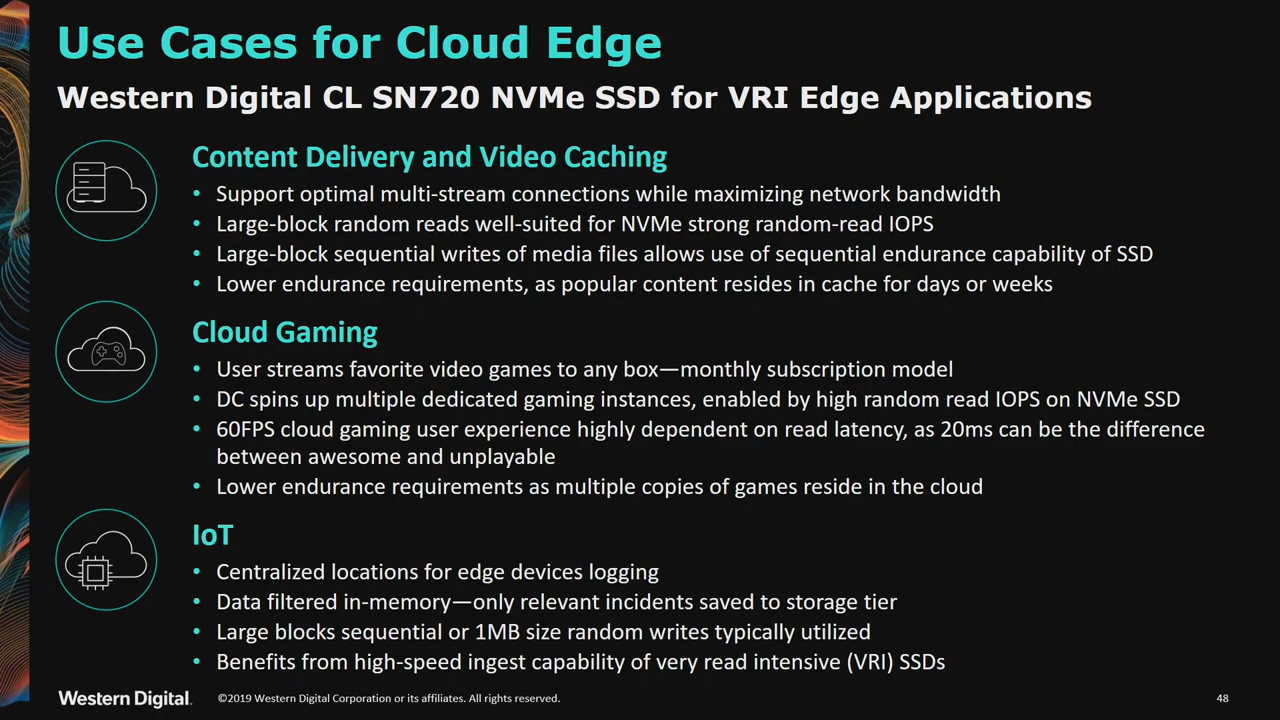 Use Cases for Cloud Edge
Western Digital CL SN720 NVMe SSD for VRI Edge Applications
Content Delivery and Video Caching
• Support optimal multi-stream connections while maximizing network bandwidth
• Large-block random reads well-suited for NVMe strong random-read IOPS
• Large-block sequential writes of media files allows use of sequential endurance capability of SSD
• Lower endurance requirements, as popular content resides in cache for days or weeks
Cloud Gaming
• User streams favorite video games to any box—monthly subscription model
• DC spins up multiple dedicated gaming instances, enabled by high random read IOPS on NVMe SSD
• 60FPS cloud gaming user experience highly dependent on read latency, as 20ms can be the difference
between awesome and unplayable
• Lower endurance requirements as multiple copies of games reside in the cloud
IoT
• Centralized locations for edge devices logging
• Data filtered in-memory—only relevant incidents saved to storage tier
• Large blocks sequential or 1MB size random writes typically utilized
• Benefits from high-speed ingest capability of very read intensive (VRI) SSDs
Western Digital. ©2019 Western Digital Corporation or its affiliates. All rights reserved. 48